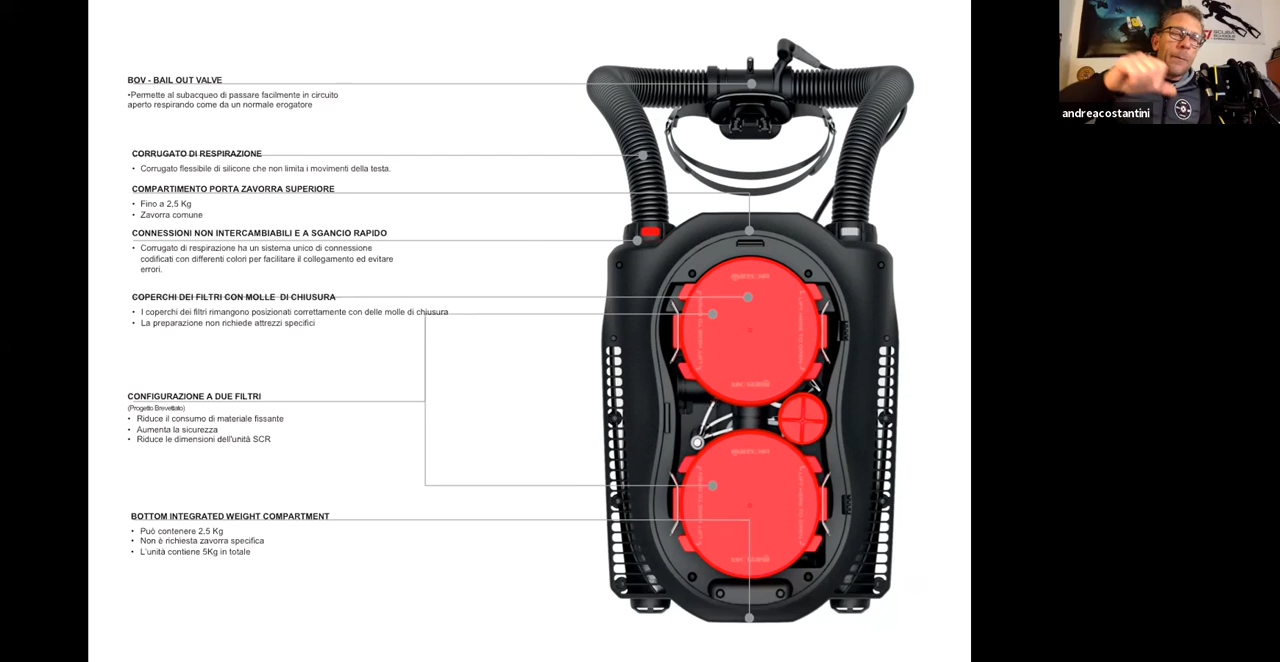 BOV - BAIL OUT VALVE
•Permette al subacqueo di passare facilmente in circuito
aperto respirando come da un normale erogatore
CORRUGATO DI RESPIRAZIONE
• Corrugato flessibile di silicone che non limita i movimenti della testa.
COMPARTIMENTO PORTA ZAVORRA SUPERIORE
• Fino a 2,5 Kg
• Zavorra comune
CONNESSIONI NON INTERCAMBIABILI E A SGANCIO RAPIDO
• Corrugato di respirazione ha un sistema unico di connessione
codificati con differenti colori per facilitare il collegamento ed evitare
errori.
COPERCHI DEI FILTRI CON MOLLE DI CHIUSURA
• I coperchi dei filtri rimangono posizionati correttamente con delle molle di chiusura
• La preparazione non richiede attrezzi specifici
CONFIGURAZIONE A DUE FILTRI
(Progetto Brevettato)
• Riduce il consumo di materiale fissante
• Aumenta la sicurezza
• Riduce le dimensioni dell'unità SCR
BOTTOM INTEGRATED WEIGHT COMPARTMENT
• Può contenere 2,5 Kg
• Non è richiesta zavorra specifica
• L'unità contiene 5Kg in totale
andreacostantini